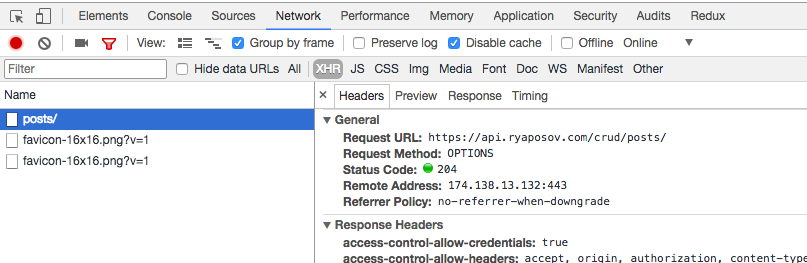 Elements Console Sources Network Performance Memory Application Security Audits Redux
View: Group by frame Preserve log Disable cache Offline Online
Filter Hide data URLs All XHR JS CSS Img Media Font Doc WS Manifest Other
Name
× Headers Preview Response Timing
posts/
favicon-16x16.png?v=1
favicon-16x16.png?v=1
General
Request URL: https://api.ryaposov.com/crud/posts/
Request Method: OPTIONS
Status Code: 204
Remote Address: 174.138.13.132:443
Referrer Policy: no-referrer-when-downgrade
Response Headers
access-control-allow-credentials: true
access-control-allow-headers: accept, origin, authorization, content-type